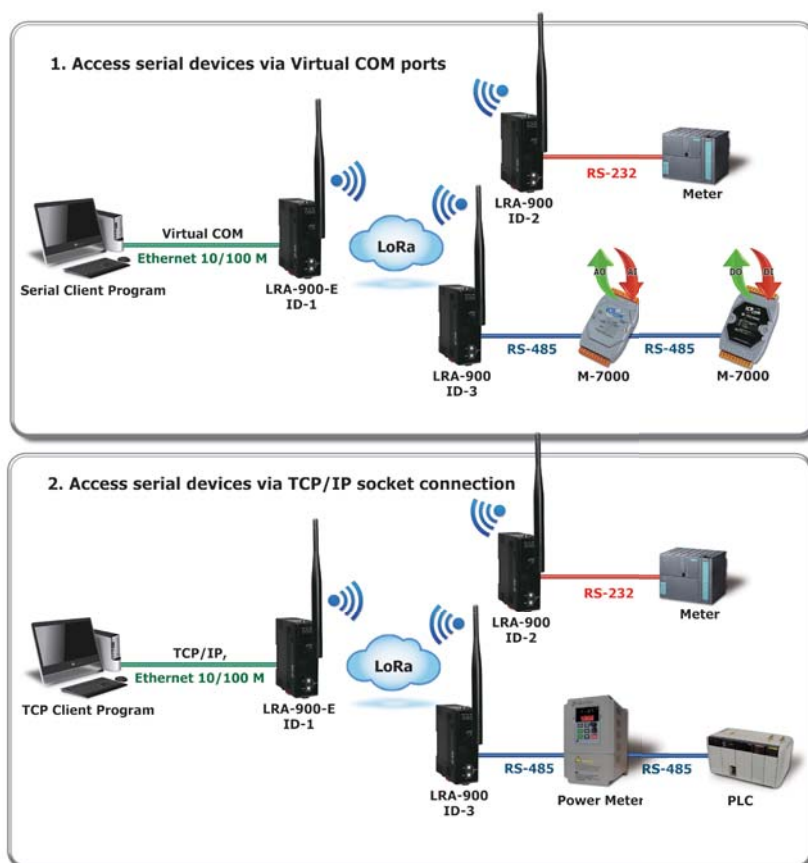 1. Access serial devices via Virtual COM ports
LRA-900
ID-2
RS-232
Meter
Virtual COM
Ethernet 10/100 M
Serial Client Program
LRA-900-E
ID-1
LoRa
LRA-900
ID-3
RS-485
AO
AI
M-7000
RS-485
DO
DI
M-7000
2. Access serial devices via TCP/IP socket connection
LRA-900
ID-2
RS-232
Meter
TCP/IP,
Ethernet 10/100 M
TCP Client Program
LRA-900-E
ID-1
LoRa
LRA-900
ID-3
RS-485
Power Meter
RS-485
PLC